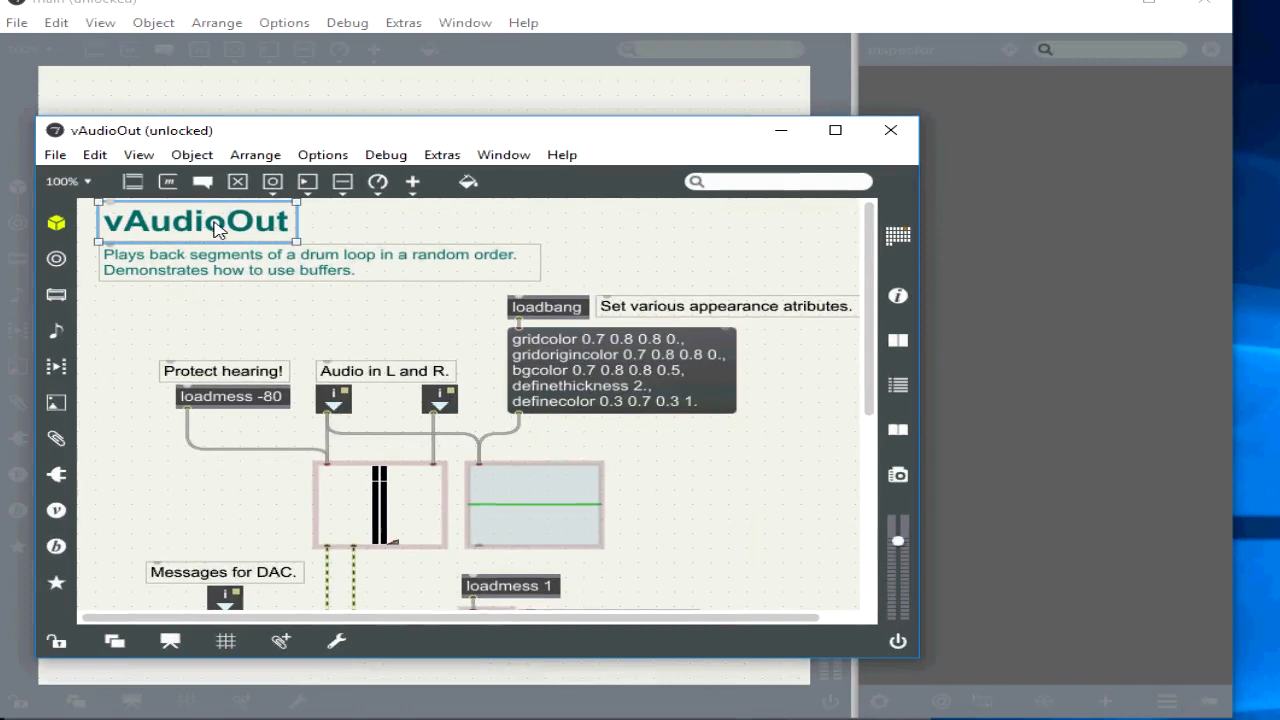 main (unlocked)
File Edit View Object Arrange Options Debug Extras Window Help
100%
Inspector
vAudioOut (unlocked)
File Edit View Object Arrange Options Debug Extras Window Help
100%
vAudioOut
Plays back segments of a drum loop in a random order.
Demonstrates how to use buffers.
loadbang
Set various appearance atributes.
gridcolor 0.7 0.8 0.8 0.,
gridorigincolor 0.7 0.8 0.8 0.,
bgcolor 0.7 0.8 0.8 0.5,
definethickness 2.,
definecolor 0.3 0.7 0.3 1.
Protect hearing!
Audio in L and R.
loadmess -80
i
i
Messages for DAC.
i
loadmess 1